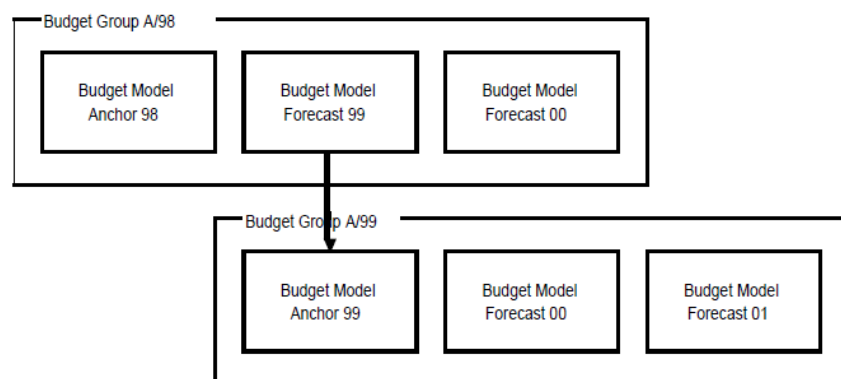 Budget Group A/98
Budget Model
Anchor 98
Budget Model
Forecast 99
Budget Model
Forecast 00
Budget Group A/99
Budget Model
Anchor 99
Budget Model
Forecast 00
Budget Model
Forecast 01